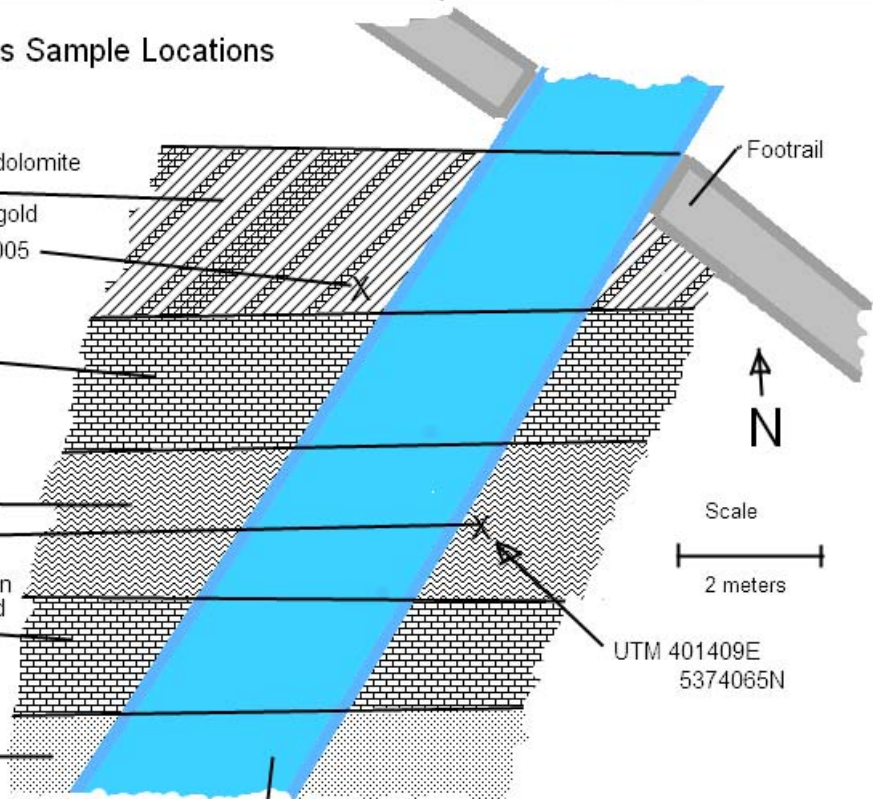 s Sample Locations
dolomite
gold
005
Footrail
N
Scale
2 meters
n
d
UTM 401409E
5374065N